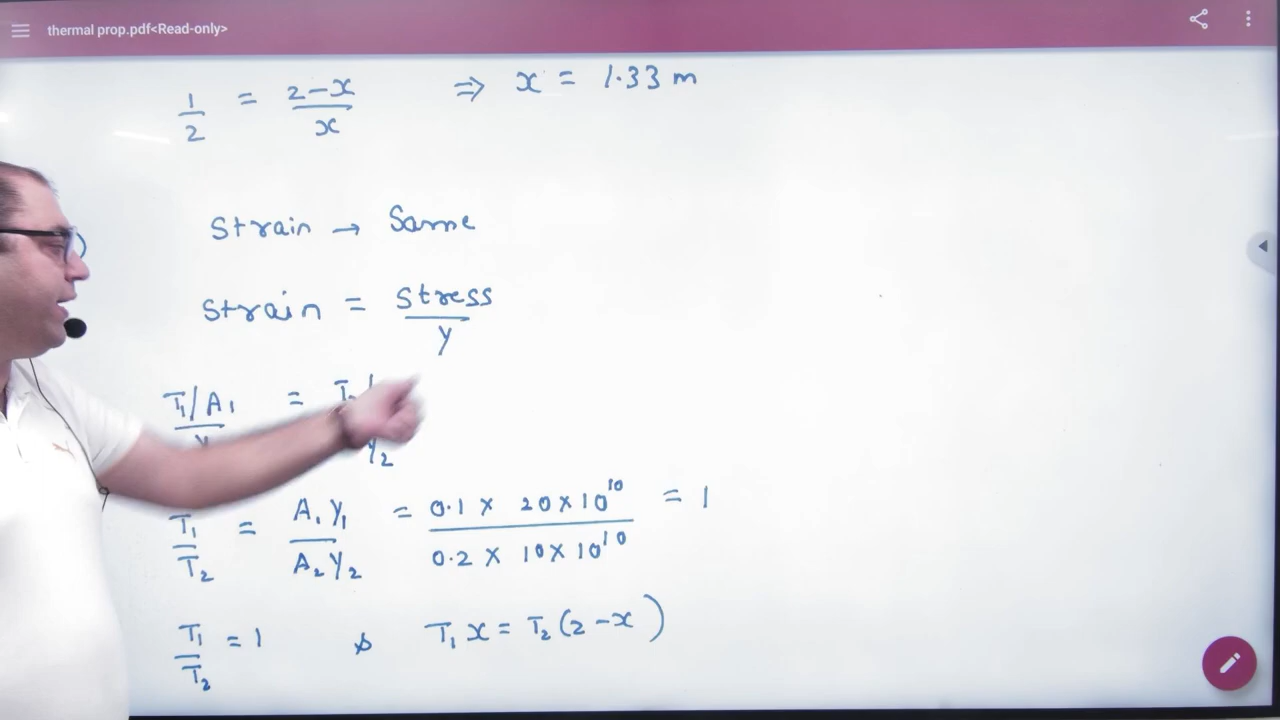 thermal prop.pdf<Read-only>
1/2 = (2-x)/x ⇒ x = 1.33 m
Strain → Same
Strain = Stress/Y
T₁/A₁ =
Y₂
T₁/T₂ = A₁Y₁/A₂Y₂ = 0.1 × 20×10¹⁰ / 0.2 × 10×10¹⁰ = 1
T₁/T₂ = 1 & T₁x = T₂(2-x)